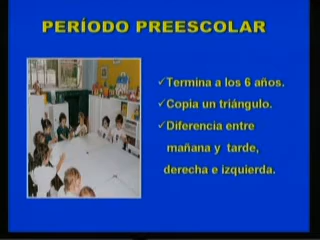 PERÍODO PREESCOLAR
✓Termina a los 6 años.
✓Copia un triángulo.
✓Diferencia entre
mañana y tarde,
derecha e izquierda.